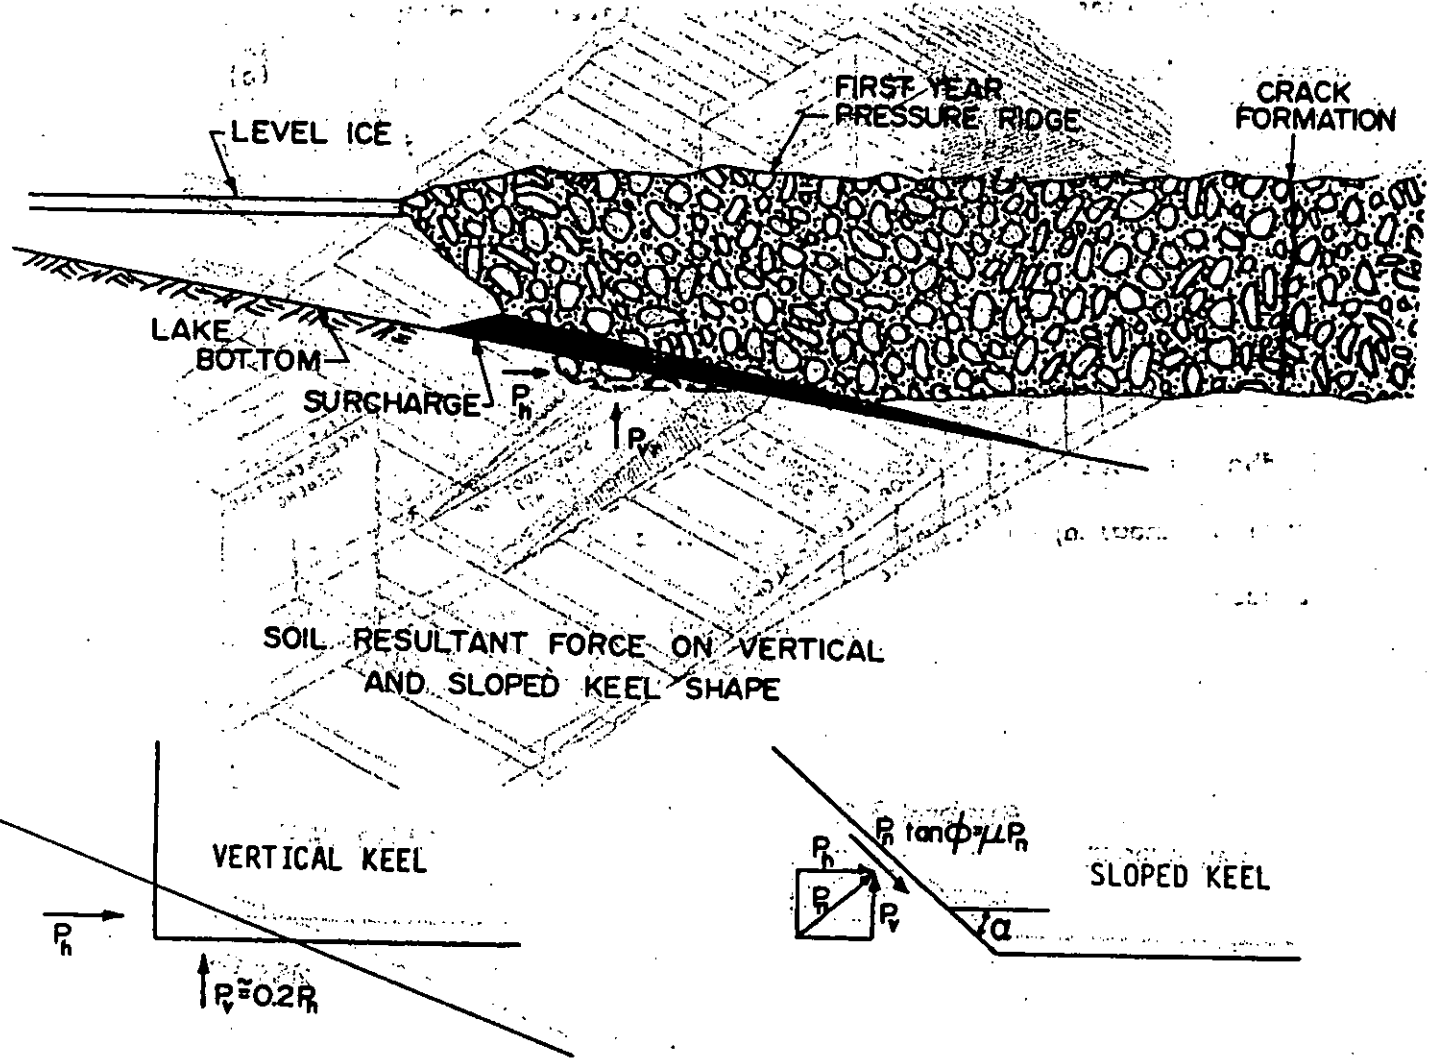 LEVEL ICE
FIRST YEAR
PRESSURE RIDGE
CRACK
FORMATION
LAKE
BOTTOM
SURCHARGE
Pₕ
Pᵥ
SOIL RESULTANT FORCE ON VERTICAL
AND SLOPED KEEL SHAPE
VERTICAL KEEL
Pₕ
Pᵥ ≅ 0.2Pₕ
Pₙ tanϕ=μPₙ
Pₕ
Pₙ
Pᵥ
α
SLOPED KEEL